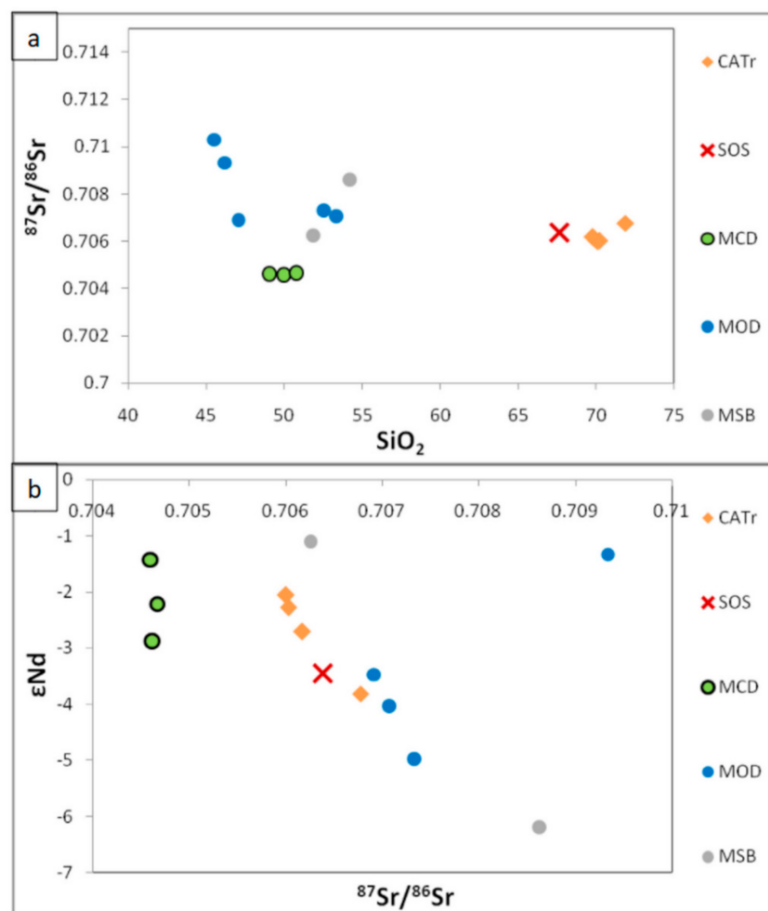 a
0.714
0.712
0.71
0.708
0.706
0.704
0.702
0.7
⁸⁷Sr/⁸⁶Sr
40 45 50 55 60 65 70 75
SiO₂
CATr
SOS
MCD
MOD
MSB
b
0.704 0.705 0.706 0.707 0.708 0.709 0.71
0
-1
-2
-3
-4
-5
-6
-7
εNd
⁸⁷Sr/⁸⁶Sr
CATr
SOS
MCD
MOD
MSB